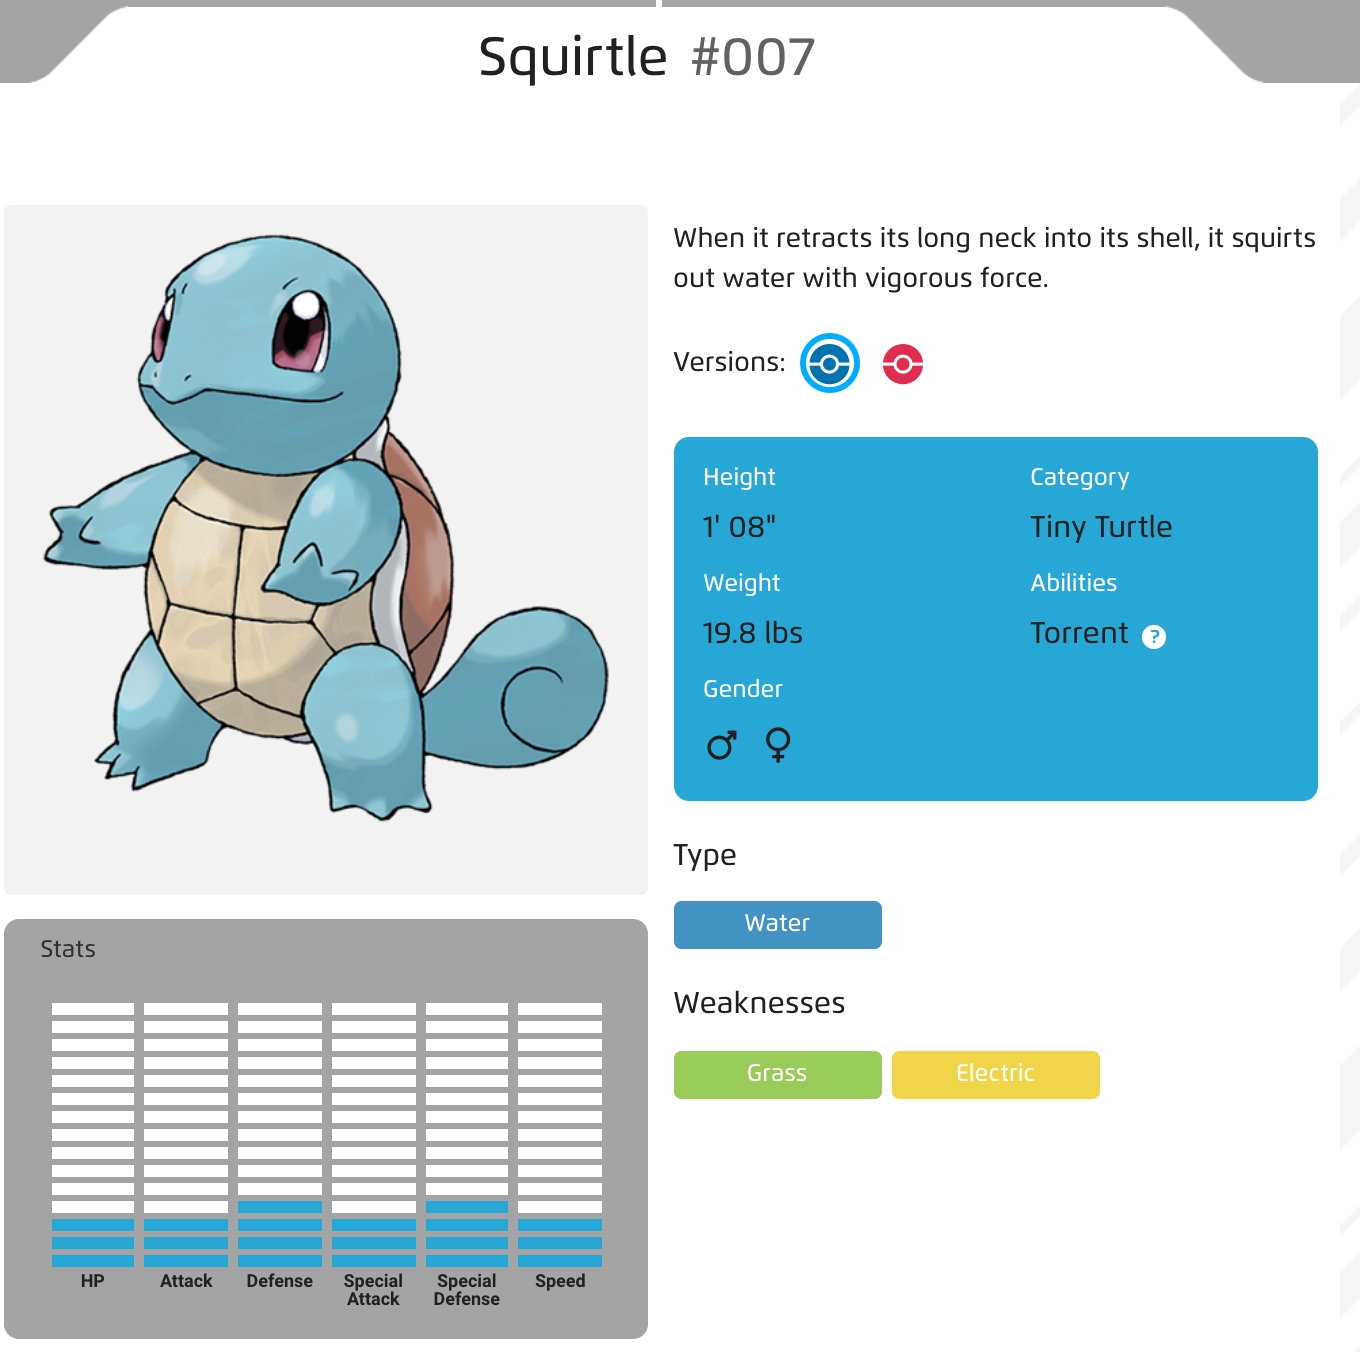 Squirtle #007
When it retracts its long neck into its shell, it squirts
out water with vigorous force.
Versions:
Height
1' 08"
Weight
19.8 lbs
Gender
♂ ♀
Category
Tiny Turtle
Abilities
Torrent ?
Type
Water
Weaknesses
Grass Electric
Stats
HP Attack Defense Special Attack Special Defense Speed